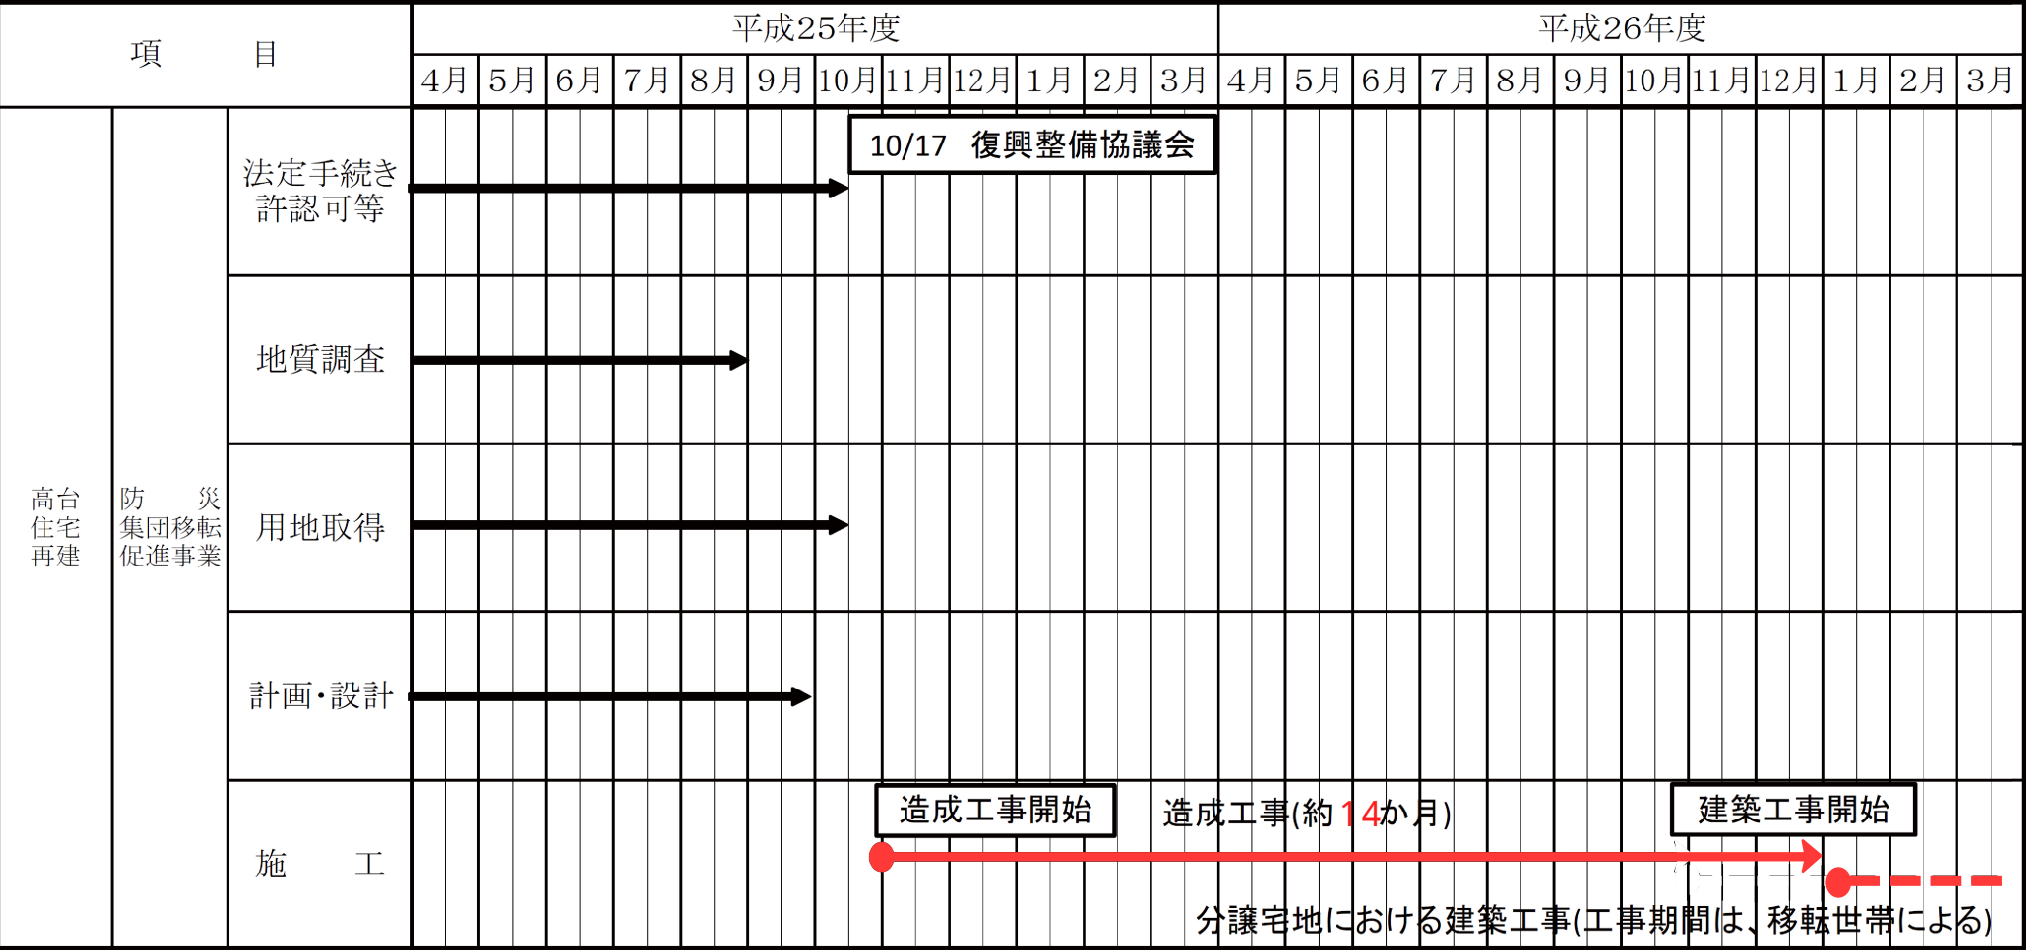 項　目
平成25年度
平成26年度
4月 5月 6月 7月 8月 9月 10月 11月 12月 1月 2月 3月 4月 5月 6月 7月 8月 9月 10月 11月 12月 1月 2月 3月
高台
住宅
再建
防　災
集団移転
促進事業
法定手続き
許認可等
10/17　復興整備協議会
地質調査
用地取得
計画・設計
施　工
造成工事開始
造成工事(約14か月)
建築工事開始
分譲宅地における建築工事(工事期間は、移転世帯による)